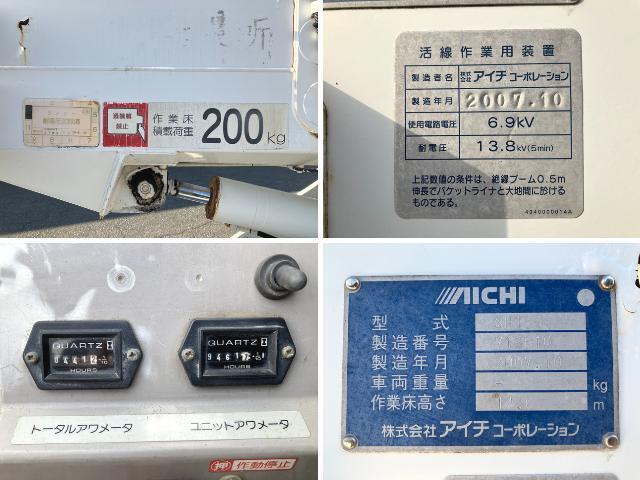 過積載
禁止
作業床
積載荷重 200kg
活線作業用装置
製造者名 株式会社 アイチ コーポレーション
製造年月 2007.10
使用電路電圧 6.9kV
耐電圧 13.8kV(5min)
上記数値の条件は、絶縁ブーム0.5m
伸長でバケットライナと大地間に於ける
ものである。
4340000014A
QUARTZ
HOURS
QUARTZ
HOURS
トータルアワメータ
ユニットアワメータ
押 作動停止
AICHI
型式
製造番号
製造年月
車両重量 - kg
作業床高さ m
株式会社 アイチ コーポレーション